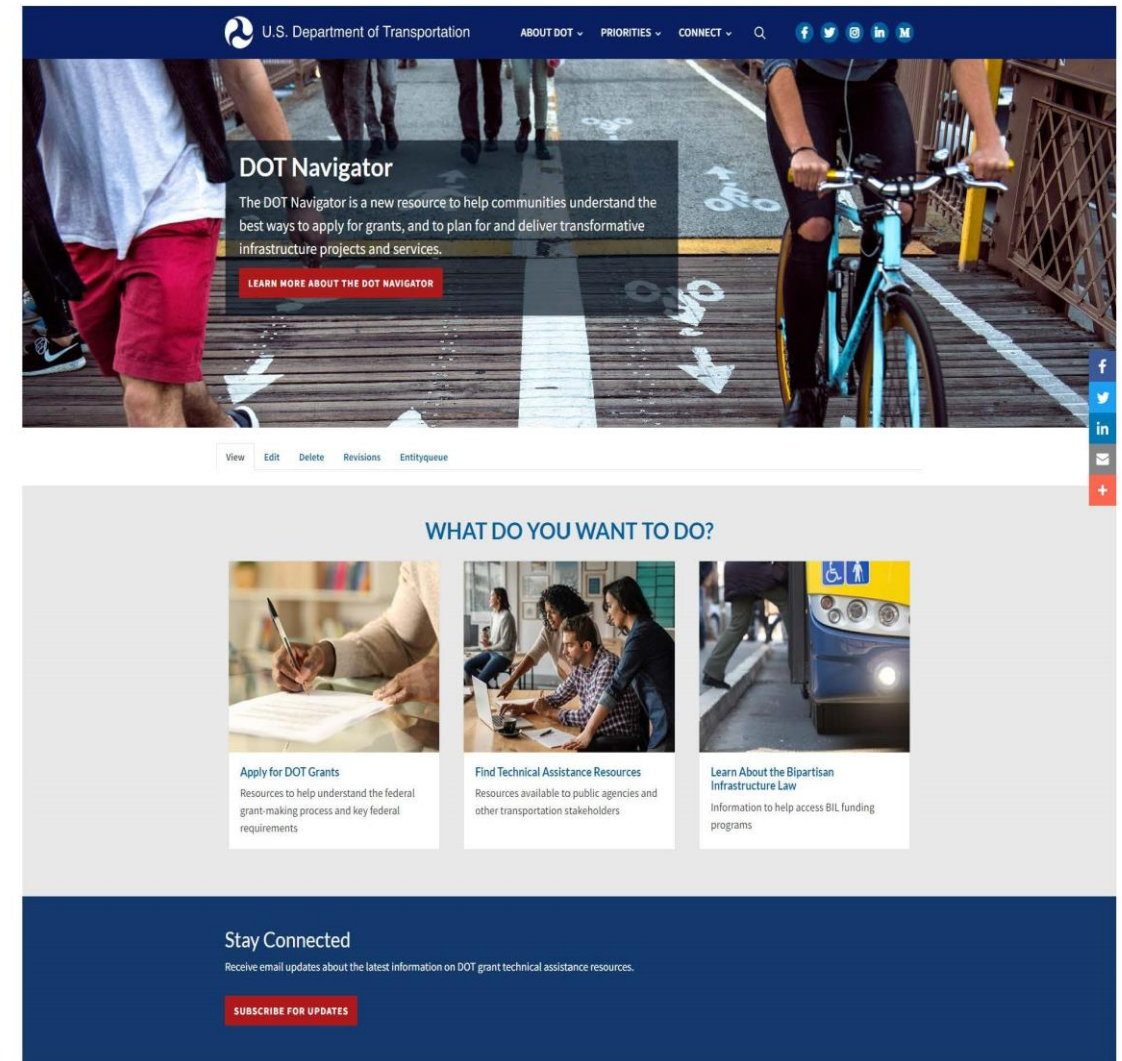 U.S. Department of Transportation
ABOUT DOT
PRIORITIES
CONNECT
DOT Navigator
The DOT Navigator is a new resource to help communities understand the
best ways to apply for grants, and to plan for and deliver transformative
infrastructure projects and services.
LEARN MORE ABOUT THE DOT NAVIGATOR
View
Edit
Delete
Revisions
Entityqueue
WHAT DO YOU WANT TO DO?
Apply for DOT Grants
Resources to help understand the federal
grant-making process and key federal
requirements
Find Technical Assistance Resources
Resources available to public agencies and
other transportation stakeholders
Learn About the Bipartisan
Infrastructure Law
Information to help access BIL funding
programs
Stay Connected
Receive email updates about the latest information on DOT grant technical assistance resources.
SUBSCRIBE FOR UPDATES